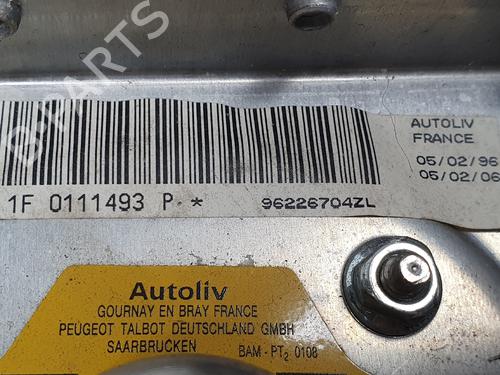 B-PARTS
AUTOLIV
FRANCE
05/02/96
05/02/06
1F 0111493 P.*
96226704ZL
Autoliv
GOURNAY EN BRAY FRANCE
PEUGEOT TALBOT DEUTSCHLAND GMBH
SAARBRUCKEN
BAM - PT2 0108